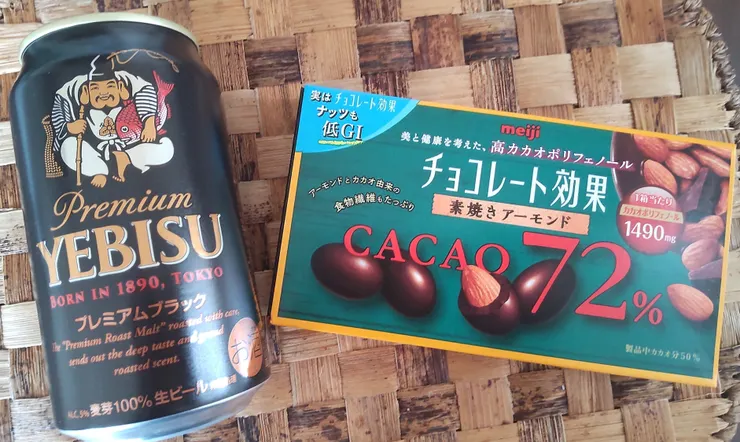 Premium
YEBISU
BORN IN 1890, TOKYO
プレミアムブラック
The "Premium Roast Malt" roasted with care,
sends out the deep taste and good
roasted scent.
お酒
ALC.5% 麦芽100% 生ビール
実はチョコレート効果
ナッツも
低GI
meiji
美と健康を考えた、高カカオポリフェノール
チョコレート効果
素焼きアーモンド
アーモンドとカカオ由来の
食物繊維もたっぷり
1箱当たり
カカオポリフェノール
1490mg
CACAO 72%
製品中カカオ分50%